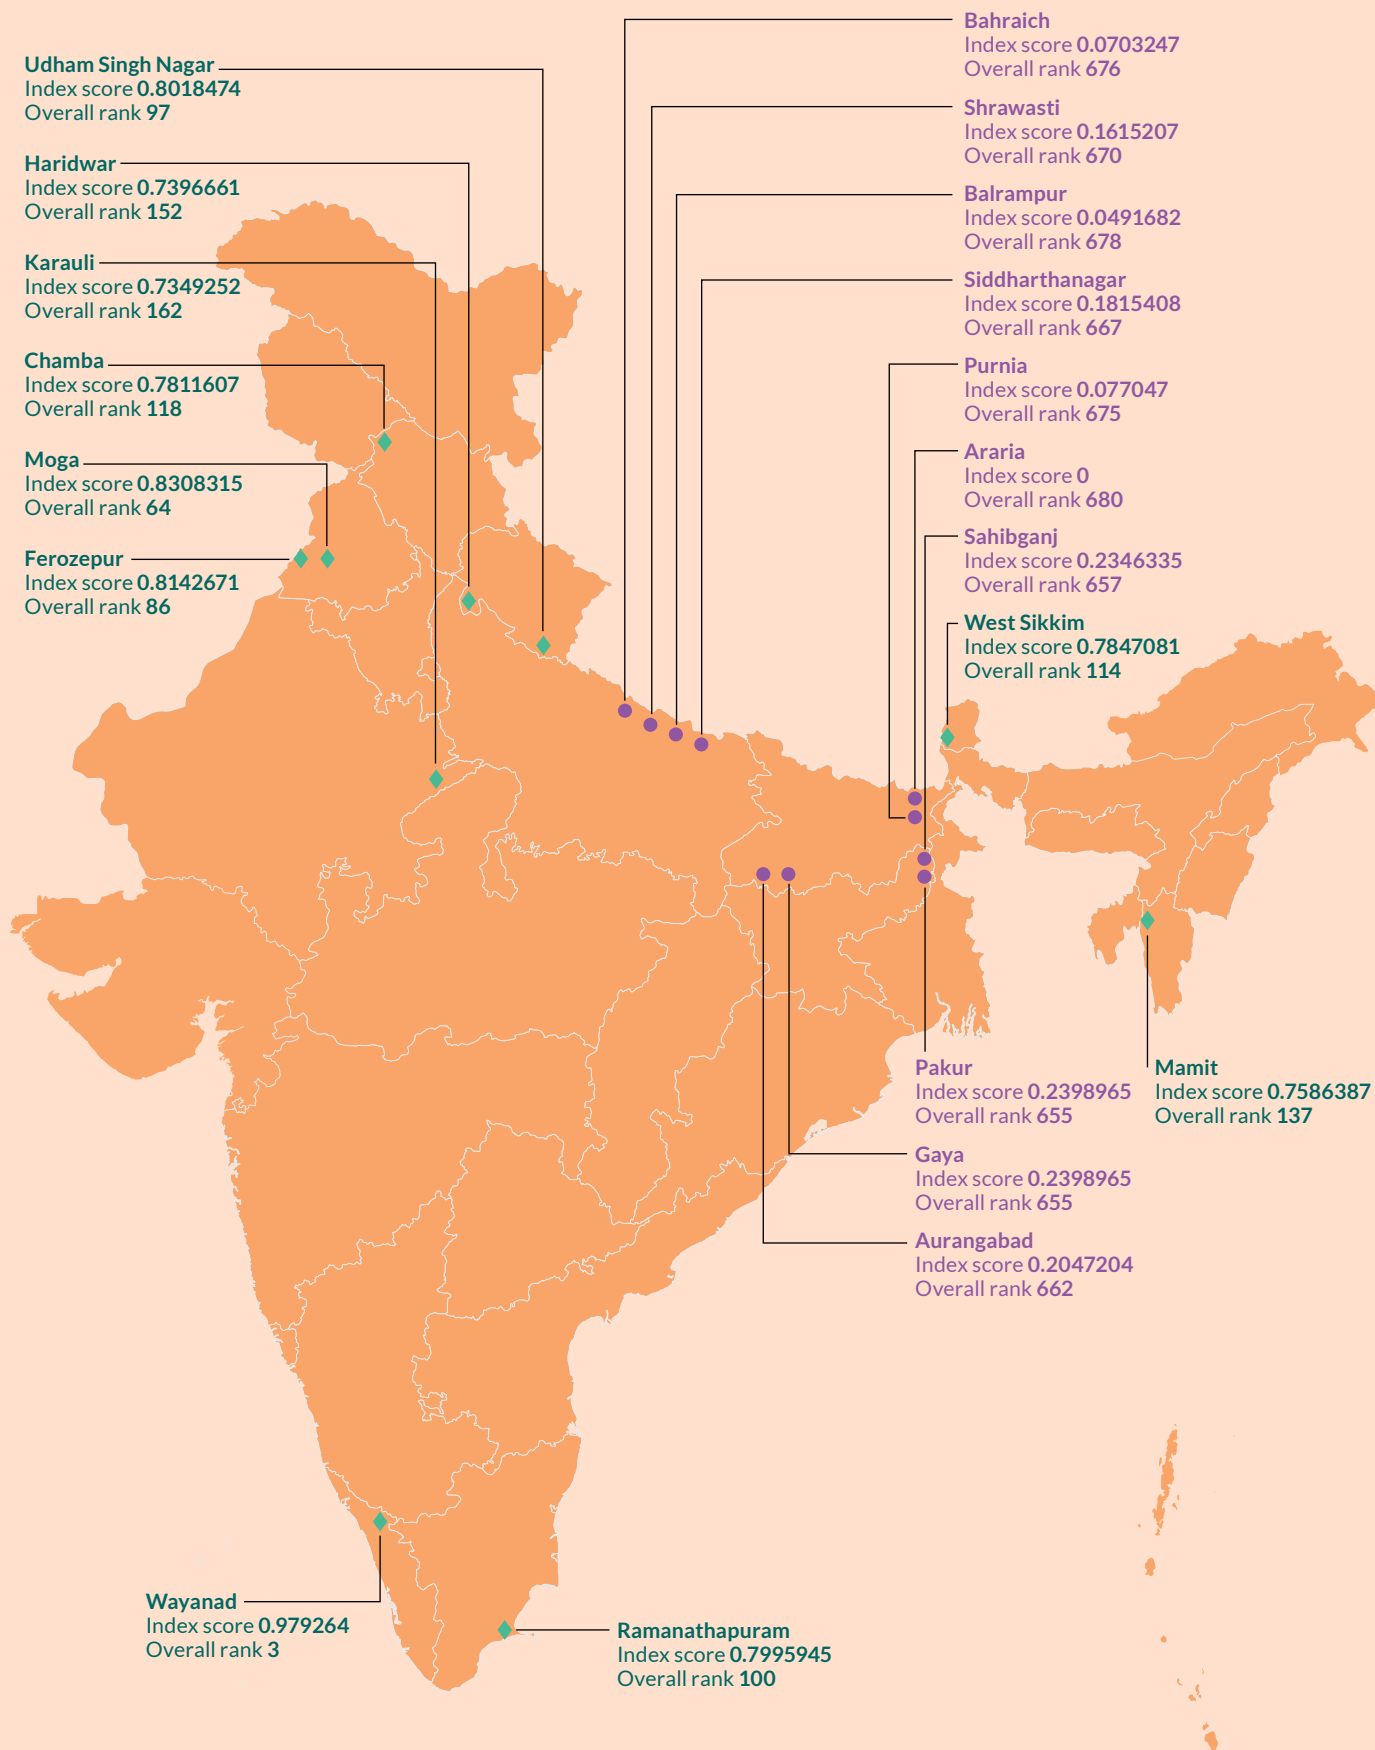 Udham Singh Nagar
Index score 0.8018474
Overall rank 97
Haridwar
Index score 0.7396661
Overall rank 152
Karauli
Index score 0.7349252
Overall rank 162
Chamba
Index score 0.7811607
Overall rank 118
Moga
Index score 0.8308315
Overall rank 64
Ferozepur
Index score 0.8142671
Overall rank 86
Bahraich
Index score 0.0703247
Overall rank 676
Shrawasti
Index score 0.1615207
Overall rank 670
Balrampur
Index score 0.0491682
Overall rank 678
Siddharthanagar
Index score 0.1815408
Overall rank 667
Purnia
Index score 0.077047
Overall rank 675
Araria
Index score 0
Overall rank 680
Sahibganj
Index score 0.2346335
Overall rank 657
West Sikkim
Index score 0.7847081
Overall rank 114
Pakur
Index score 0.2398965
Overall rank 655
Mamit
Index score 0.7586387
Overall rank 137
Gaya
Index score 0.2398965
Overall rank 655
Aurangabad
Index score 0.2047204
Overall rank 662
Wayanad
Index score 0.979264
Overall rank 3
Ramanathapuram
Index score 0.7995945
Overall rank 100